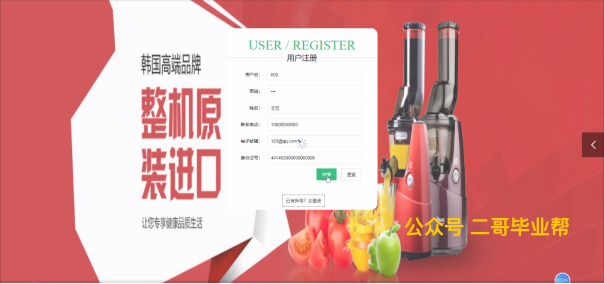 韩国高端品牌
整机原
装进口
让您专享健康品质生活
USER / REGISTER
用户注册
用户名：
003
密码：
姓名：
王五
联系电话：
13600000000
电子邮箱：
123@qq.com
身份证号：
注册
重置
已有账号？去登录
公众号 二哥毕业帮